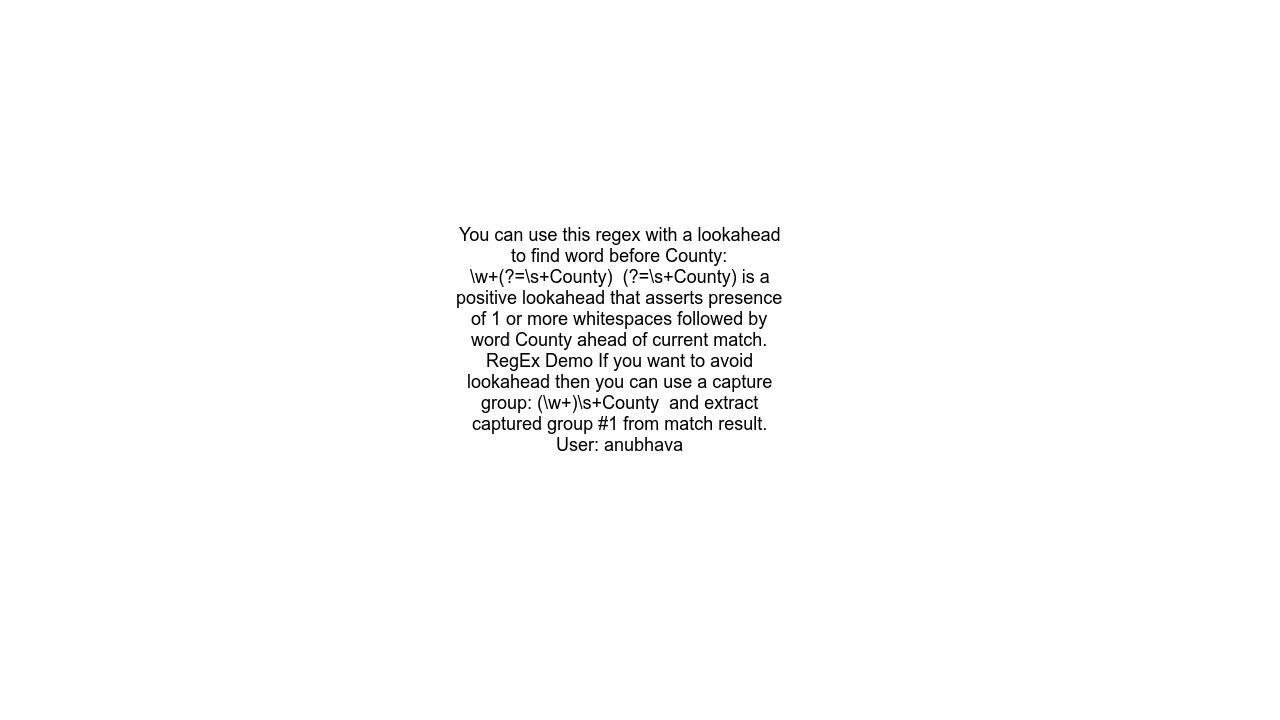 You can use this regex with a lookahead
to find word before County:
\w+(?=\s+County)  (?=\s+County) is a
positive lookahead that asserts presence
of 1 or more whitespaces followed by
word County ahead of current match.
RegEx Demo If you want to avoid
lookahead then you can use a capture
group: (\w+)\s+County  and extract
captured group #1 from match result.
User: anubhava